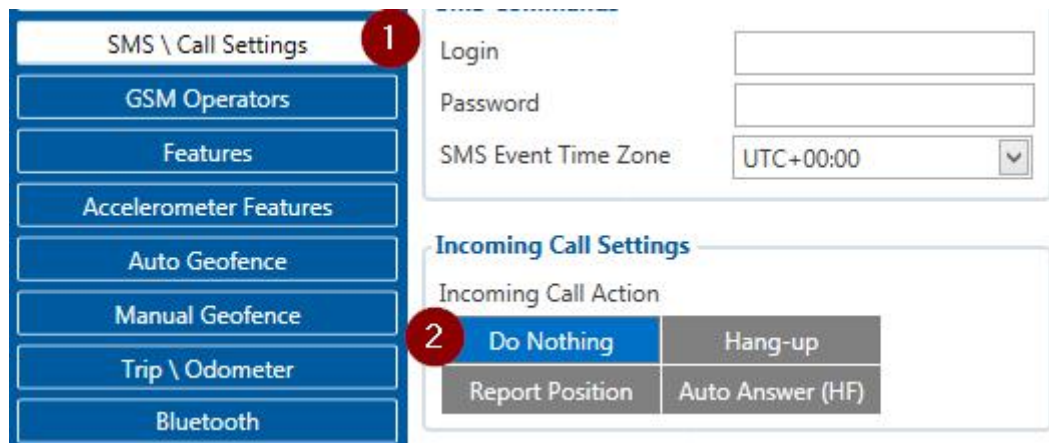 SMS \ Call Settings
1
GSM Operators
Features
Accelerometer Features
Auto Geofence
Manual Geofence
Trip \ Odometer
Bluetooth
Login
Password
SMS Event Time Zone UTC+00:00
Incoming Call Settings
Incoming Call Action
2
Do Nothing Hang-up
Report Position Auto Answer (HF)